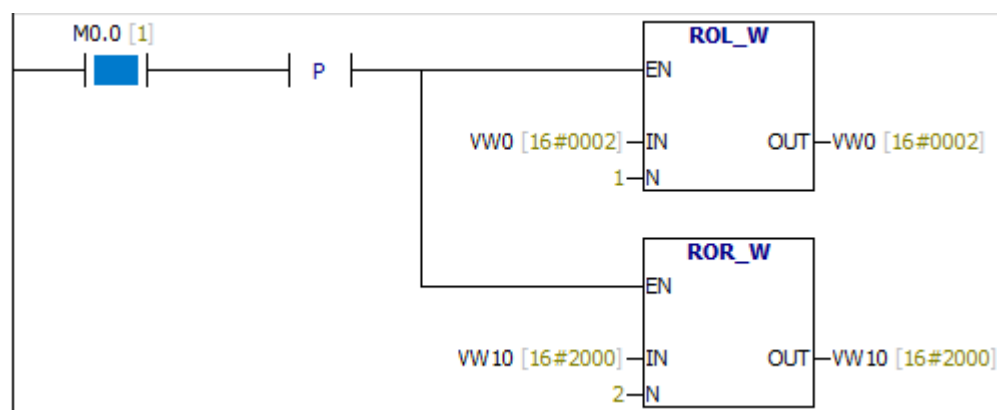 M0.0 [1]
P
ROL_W
EN
VW0 [16#0002] IN OUT VW0 [16#0002]
1 N
ROR_W
EN
VW10 [16#2000] IN OUT VW10 [16#2000]
2 N